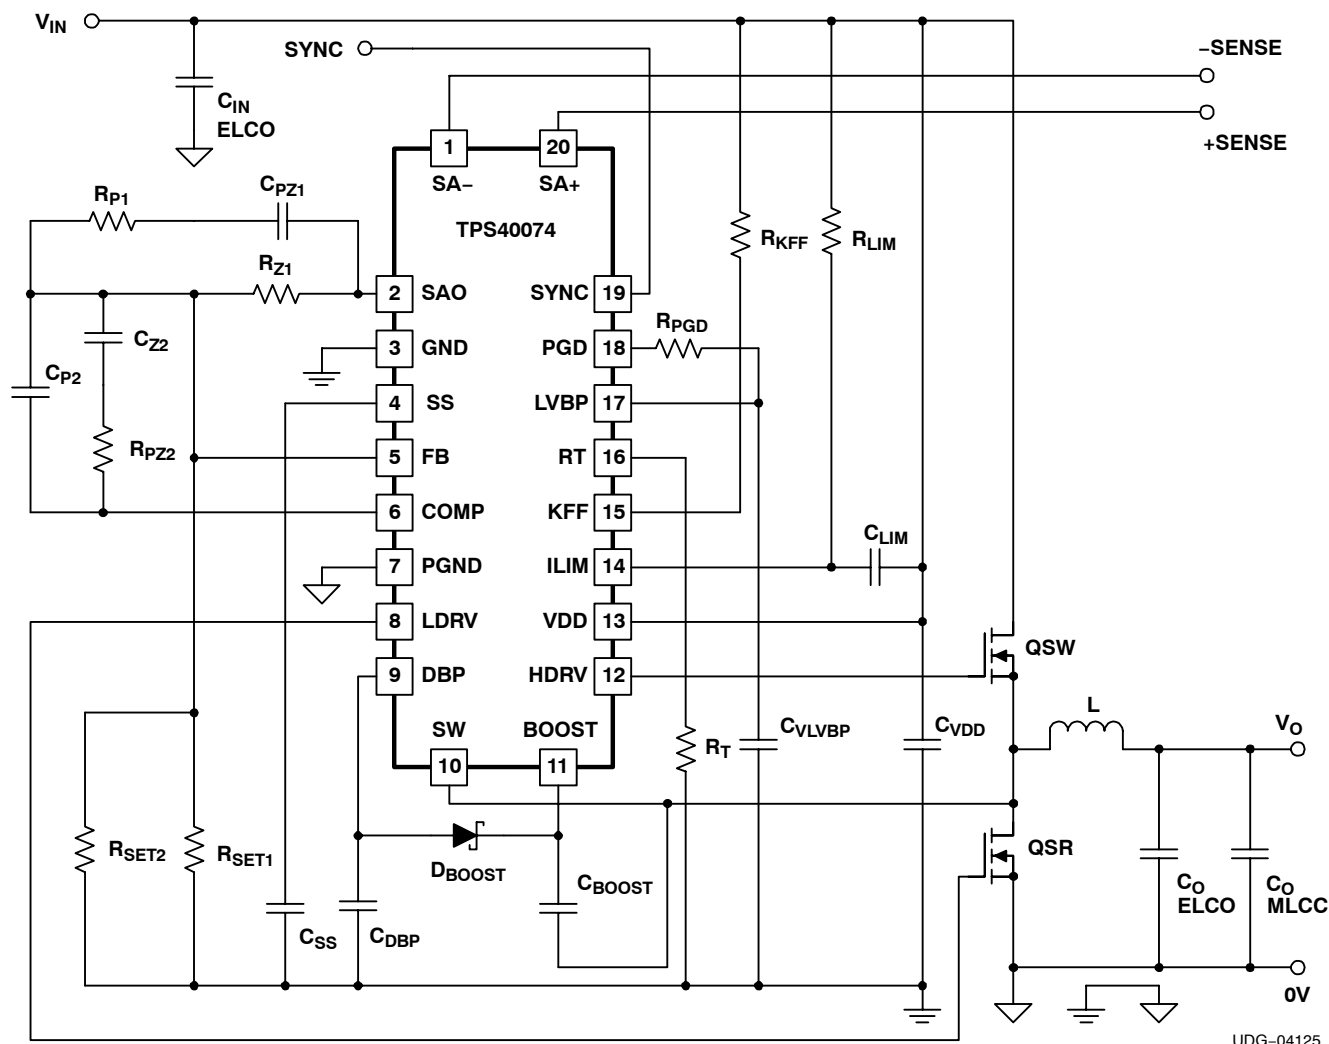 VIN
SYNC
−SENSE
CIN
ELCO
+SENSE
1
20
SA−
SA+
RP1
CPZ1
TPS40074
RKFF
RLIM
RZ1
2
SAO
SYNC
19
CZ2
3
GND
PGD
18
RPGD
CP2
4
SS
LVBP
17
RPZ2
5
FB
RT
16
6
COMP
KFF
15
CLIM
7
PGND
ILIM
14
8
LDRV
VDD
13
QSW
9
DBP
HDRV
12
SW
BOOST
L
VO
10
11
RT
CVLVBP
CVDD
RSET2
RSET1
DBOOST
CBOOST
QSR
CO
ELCO
CO
MLCC
CSS
CDBP
0V
UDG−04125